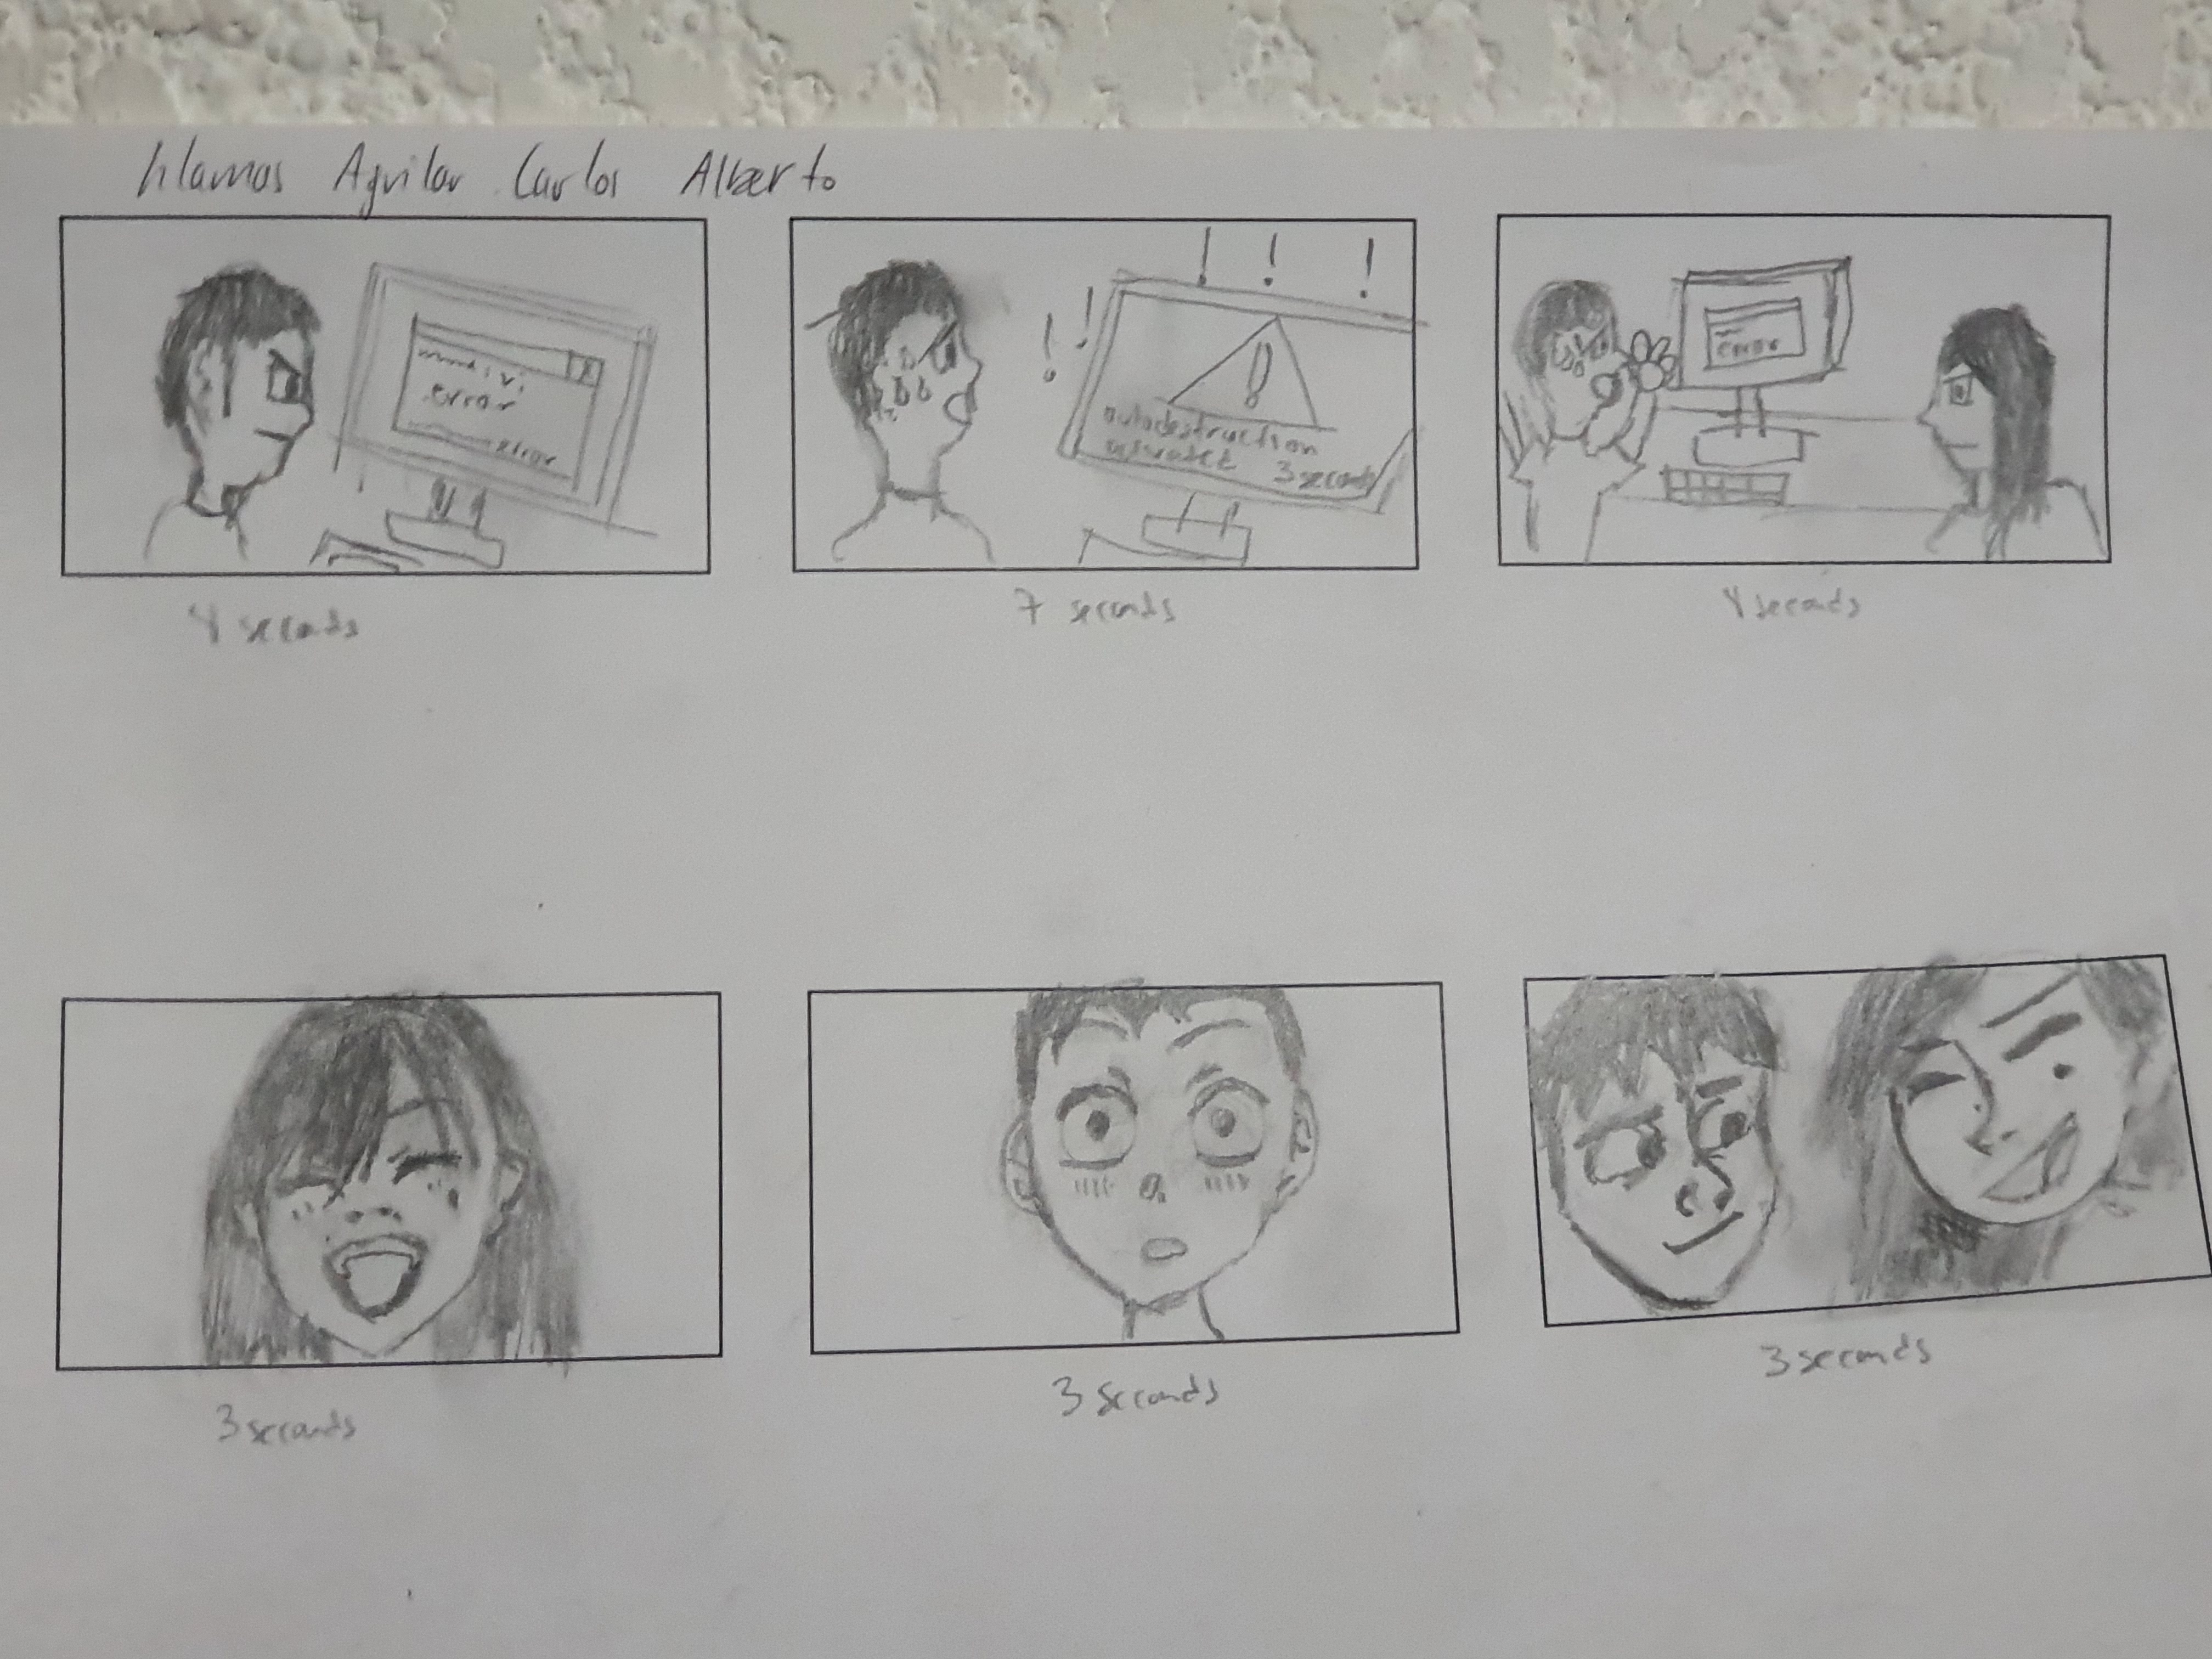 Aguilar Carlos Alberto
X
error
error
4 seconds
! ! !
! !
!
autodestruction
activated 3 seconds
7 seconds
error
4 seconds
3 seconds
3 seconds
3 seconds